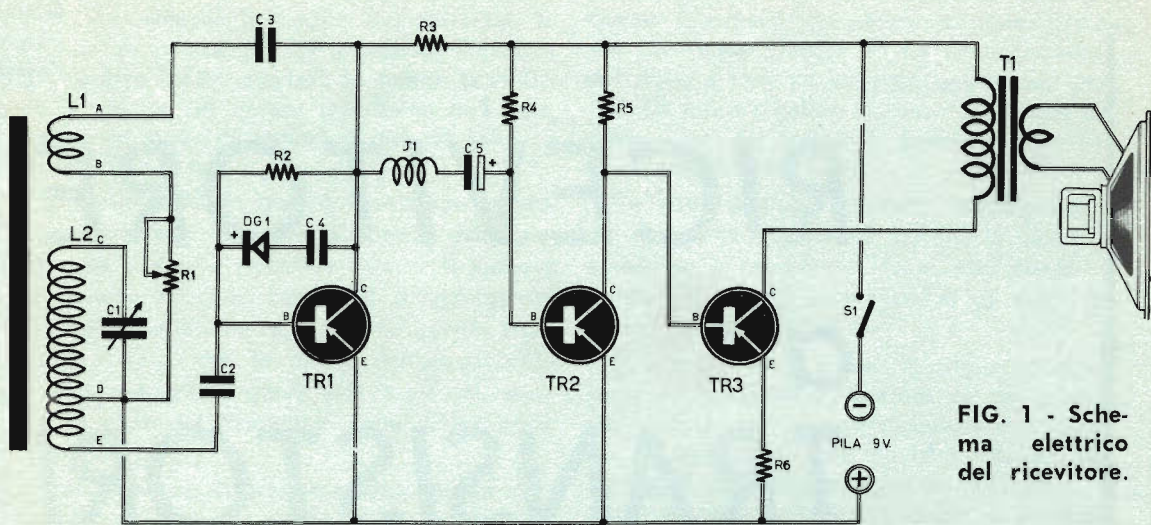 C3
R3
T1
L1
A
R4
R5
J1
C5
+
B
R2
DG1
+
C4
L2
C
R1
C1
C
B
E
TR1
C
B
E
TR2
C
B
E
TR3
S1
C2
D
E
−
PILA 9V.
+
R6
FIG. 1 - Sche-
ma elettrico
del ricevitore.